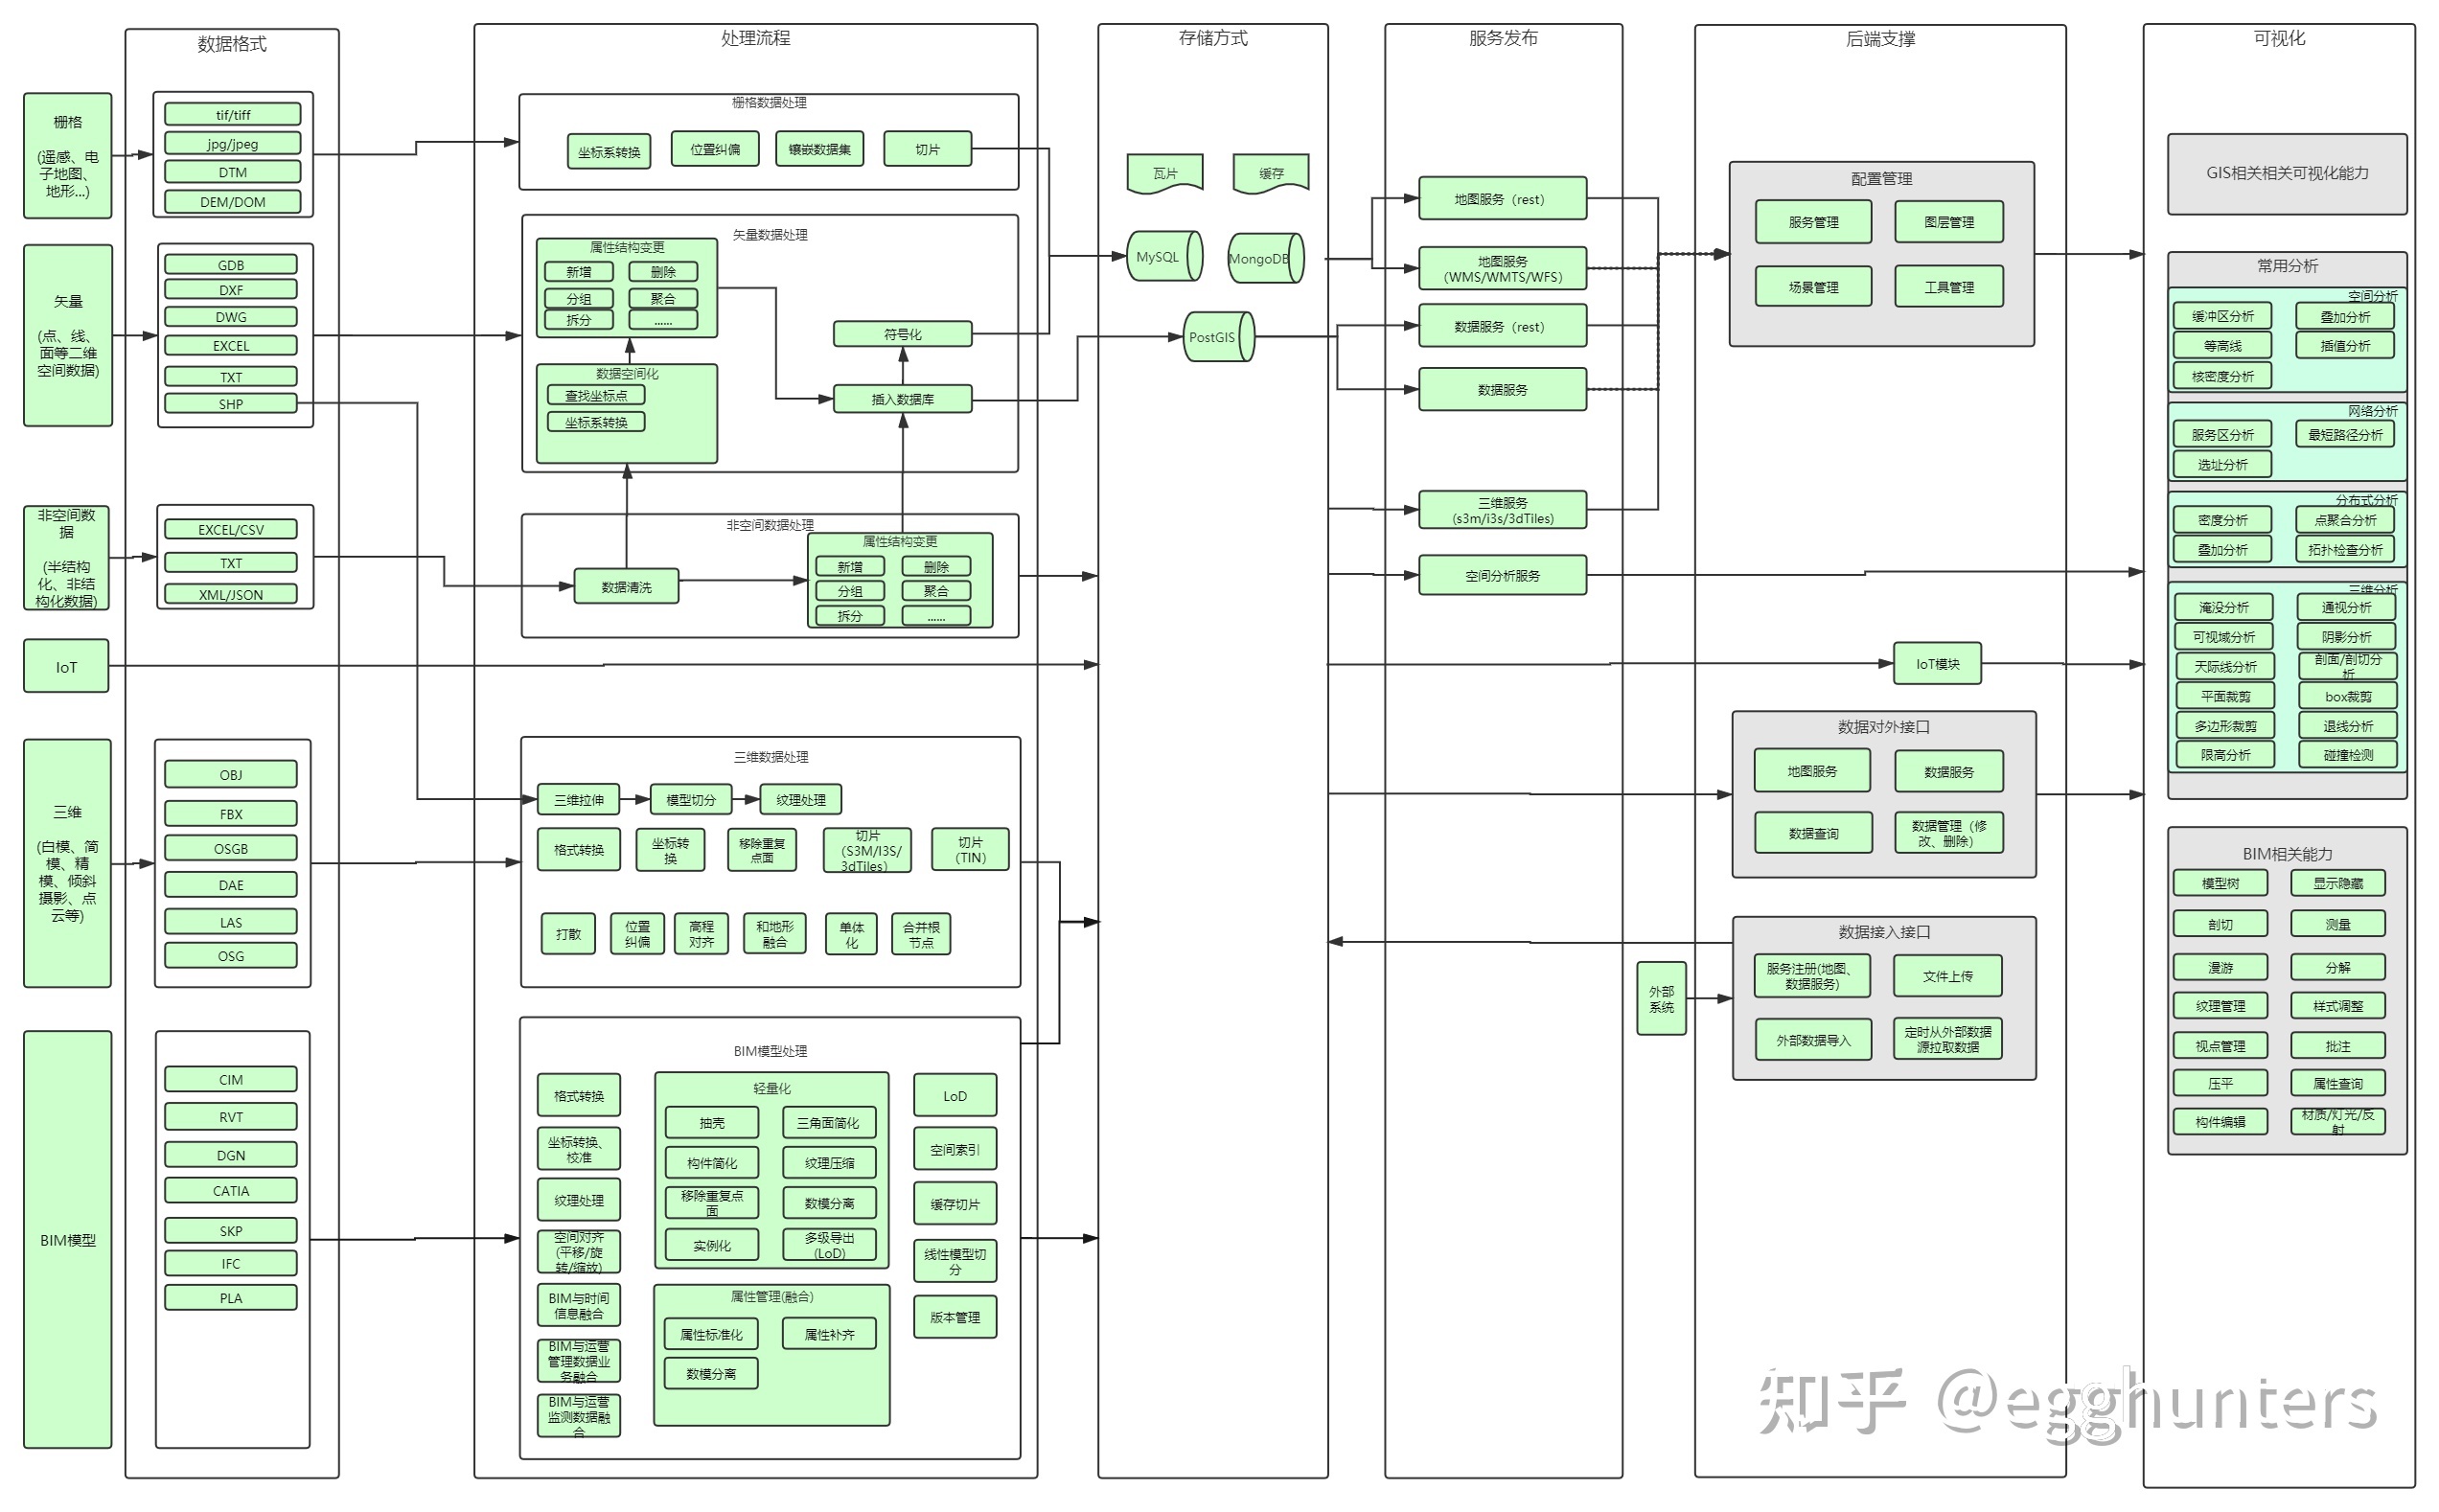 数据格式
处理流程
存储方式
服务发布
后端支撑
可视化
栅格
(遥感、电
子地图、
地形...)
tif/tiff
jpg/jpeg
DTM
DEM/DOM
矢量
(点、线、
面等二维
空间数据)
GDB
DXF
DWG
EXCEL
TXT
SHP
非空间数
据
(半结构
化、非结
构化数据)
EXCEL/CSV
TXT
XML/JSON
IoT
三维
(白模、简
模、精
模、倾斜
摄影、点
云等)
OBJ
FBX
OSGB
DAE
LAS
OSG
BIM模型
CIM
RVT
DGN
CATIA
SKP
IFC
PLA
栅格数据处理
坐标系转换
位置纠偏
镶嵌数据集
切片
矢量数据处理
属性结构变更
新增
删除
分组
聚合
拆分
......
数据空间化
查找坐标点
坐标系转换
符号化
插入数据库
非空间数据处理
数据清洗
属性结构变更
新增
删除
分组
聚合
拆分
......
三维数据处理
三维拉伸
模型切分
纹理处理
格式转换
坐标转
换
移除重复
点面
切片
（S3M/I3S/
3dTiles）
切片
（TIN）
打散
位置
纠偏
高程
对齐
和地形
融合
单体
化
合并根
节点
BIM模型处理
格式转换
坐标转换、
校准
纹理处理
空间对齐
(平移/旋
转/缩放)
BIM与时间
信息融合
BIM与运营
管理数据业
务融合
BIM与运营
监测数据融
合
轻量化
抽壳
三角面简化
构件简化
纹理压缩
移除重复点
面
数模分离
实例化
多级导出
(LoD)
属性管理(融合)
属性标准化
属性补齐
数模分离
LoD
空间索引
缓存切片
线性模型切
分
版本管理
瓦片
缓存
MySQL
MongoDB
PostGIS
地图服务（rest）
地图服务
（WMS/WMTS/WFS）
数据服务（rest）
数据服务
三维服务
（s3m/i3s/3dTiles)
空间分析服务
配置管理
服务管理
图层管理
场景管理
工具管理
IoT模块
数据对外接口
地图服务
数据服务
数据查询
数据管理（修
改、删除）
外部
系统
数据接入接口
服务注册(地图、
数据服务)
文件上传
外部数据导入
定时从外部数据
源拉取数据
GIS相关相关可视化能力
常用分析
空间分析
缓冲区分析
叠加分析
等高线
插值分析
核密度分析
网络分析
服务区分析
最短路径分析
选址分析
分布式分析
密度分析
点聚合分析
叠加分析
拓扑检查分析
三维分析
淹没分析
通视分析
可视域分析
阴影分析
天际线分析
剖面/剖切分
析
平面裁剪
box裁剪
多边形裁剪
退线分析
限高分析
碰撞检测
BIM相关能力
模型树
显示隐藏
剖切
测量
漫游
分解
纹理管理
样式调整
视点管理
批注
压平
属性查询
构件编辑
材质/灯光/反
射
知乎 @egghunters